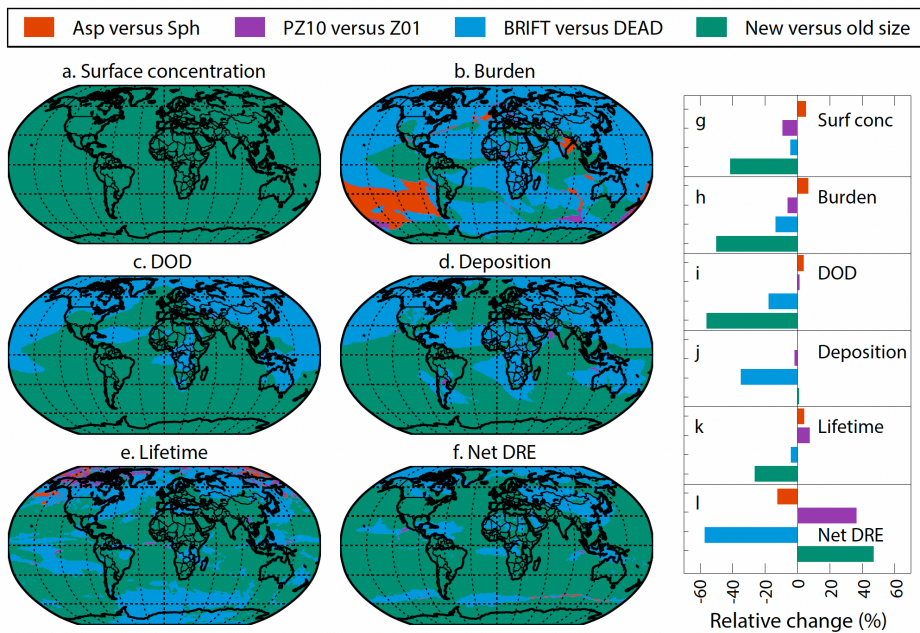 Asp versus Sph PZ10 versus Z01 BRIFT versus DEAD New versus old size
a. Surface concentration b. Burden
c. DOD d. Deposition
e. Lifetime f. Net DRE
g Surf conc
h Burden
i DOD
j Deposition
k Lifetime
l
Net DRE
-60 -40 -20 0 20 40 60
Relative change (%)